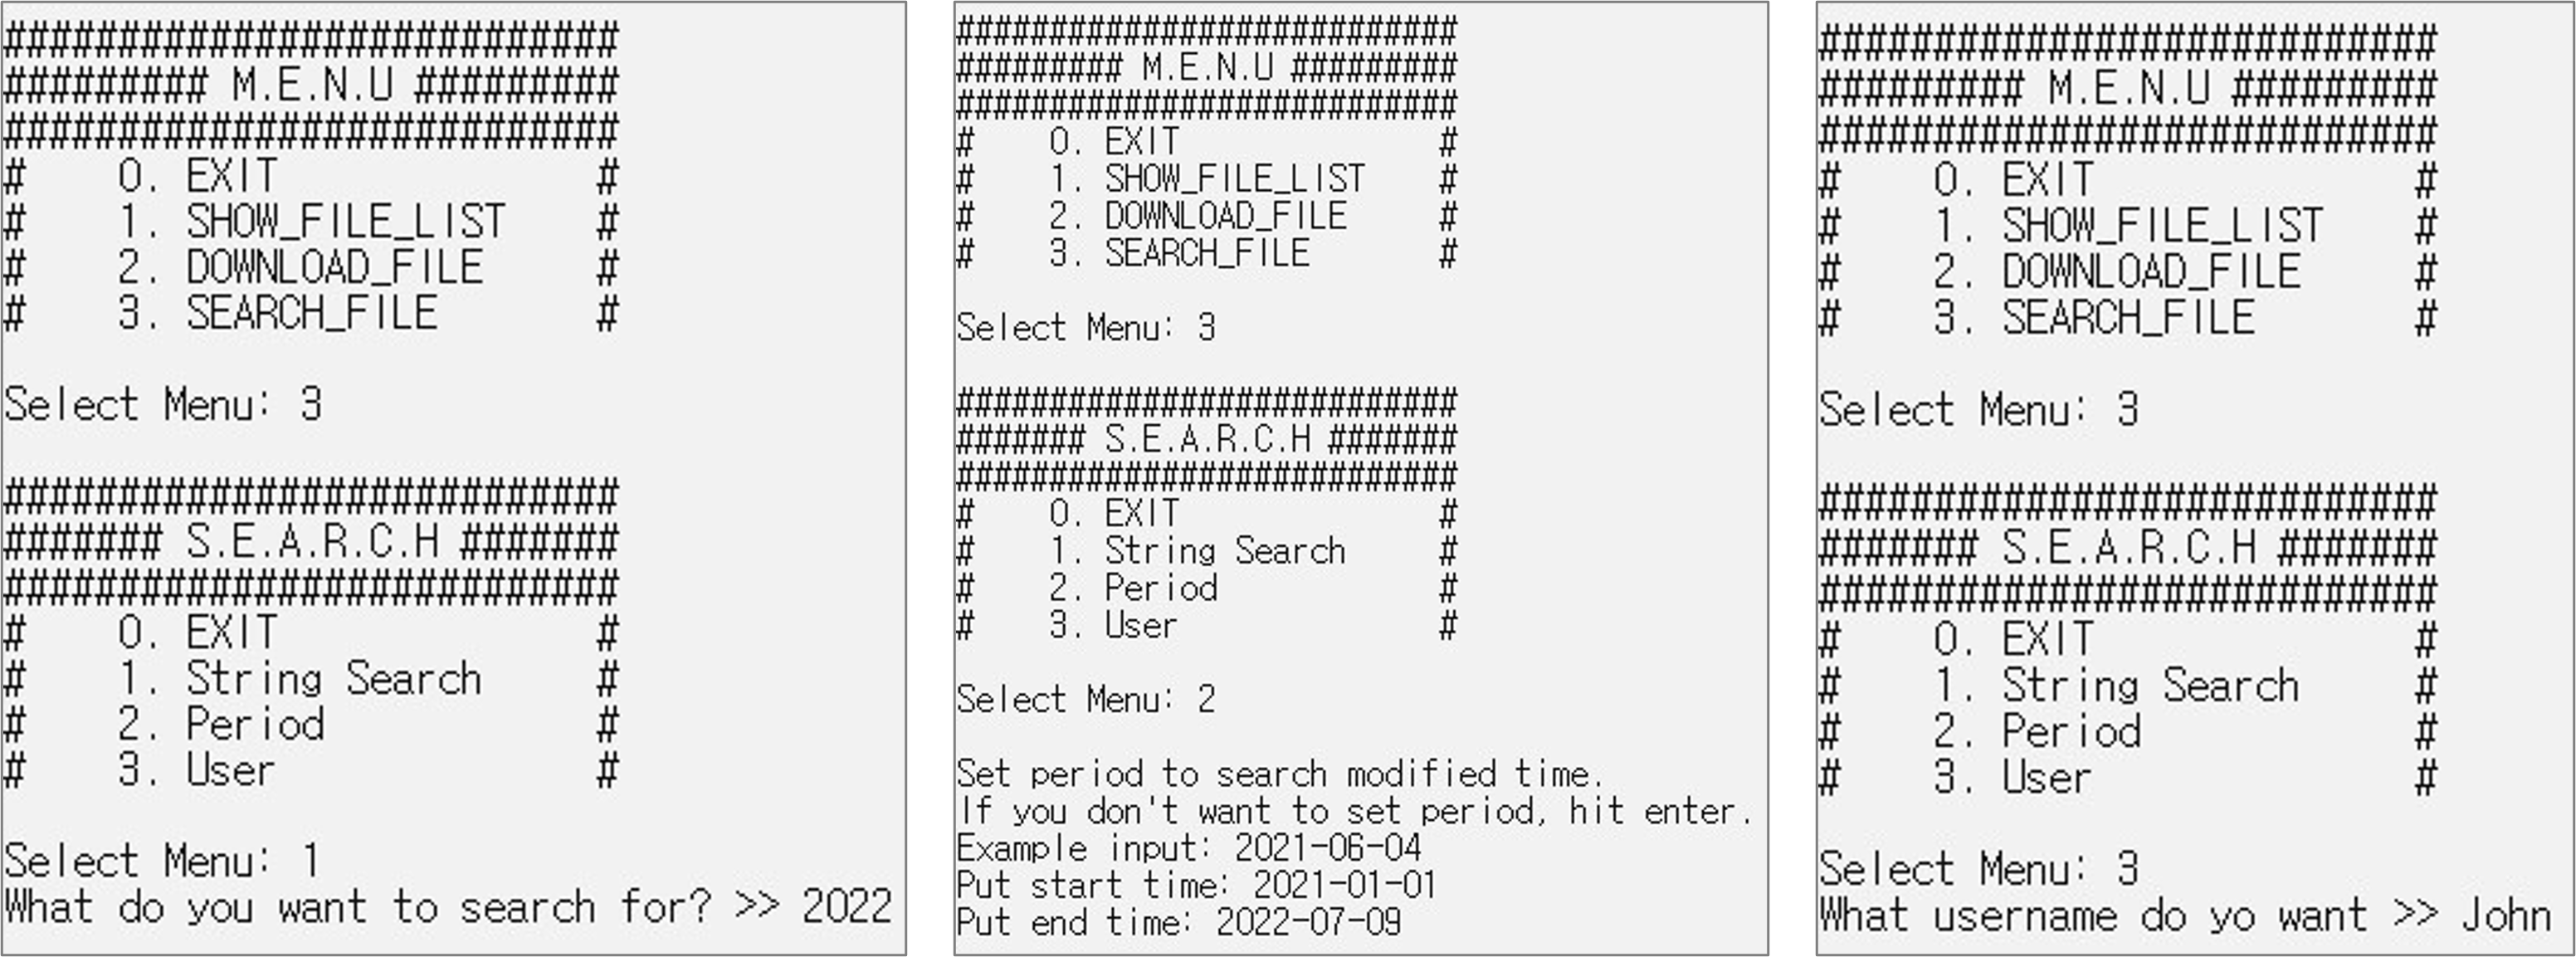 ###########################
######### M.E.N.U #########
###########################
#    0. EXIT              #
#    1. SHOW_FILE_LIST    #
#    2. DOWNLOAD_FILE     #
#    3. SEARCH_FILE       #
Select Menu: 3
###########################
####### S.E.A.R.C.H #######
###########################
#    0. EXIT              #
#    1. String Search     #
#    2. Period            #
#    3. User              #
Select Menu: 1
What do you want to search for? >> 2022
###########################
######### M.E.N.U #########
###########################
#    0. EXIT              #
#    1. SHOW_FILE_LIST    #
#    2. DOWNLOAD_FILE     #
#    3. SEARCH_FILE       #
Select Menu: 3
###########################
####### S.E.A.R.C.H #######
###########################
#    0. EXIT              #
#    1. String Search     #
#    2. Period            #
#    3. User              #
Select Menu: 2
Set period to search modified time.
If you don't want to set period, hit enter.
Example input: 2021-06-04
Put start time: 2021-01-01
Put end time: 2022-07-09
###########################
######### M.E.N.U #########
###########################
#    0. EXIT              #
#    1. SHOW_FILE_LIST    #
#    2. DOWNLOAD_FILE     #
#    3. SEARCH_FILE       #
Select Menu: 3
###########################
####### S.E.A.R.C.H #######
###########################
#    0. EXIT              #
#    1. String Search     #
#    2. Period            #
#    3. User              #
Select Menu: 3
What username do yo want >> John